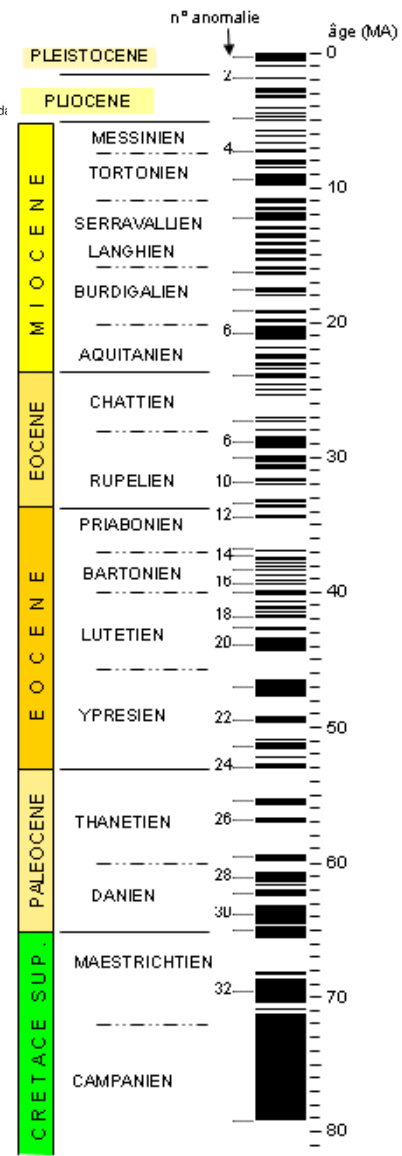 n° anomalie
âge (MA)
PLEISTOCENE
0
2
PLIOCENE
MIOCENE
MESSINIEN
4
TORTONIEN
10
SERRAVALLIEN
LANGHIEN
BURDIGALIEN
20
6
AQUITANIEN
EOCENE
CHATTIEN
6
30
RUPELIEN
10
12
EOCENE
PRIABONIEN
14
BARTONIEN
16
40
18
LUTETIEN
20
YPRESIEN
22
50
24
PALEOCENE
THANETIEN
26
60
28
DANIEN
30
CRETACE SUP.
MAESTRICHTIEN
32
70
CAMPANIEN
80